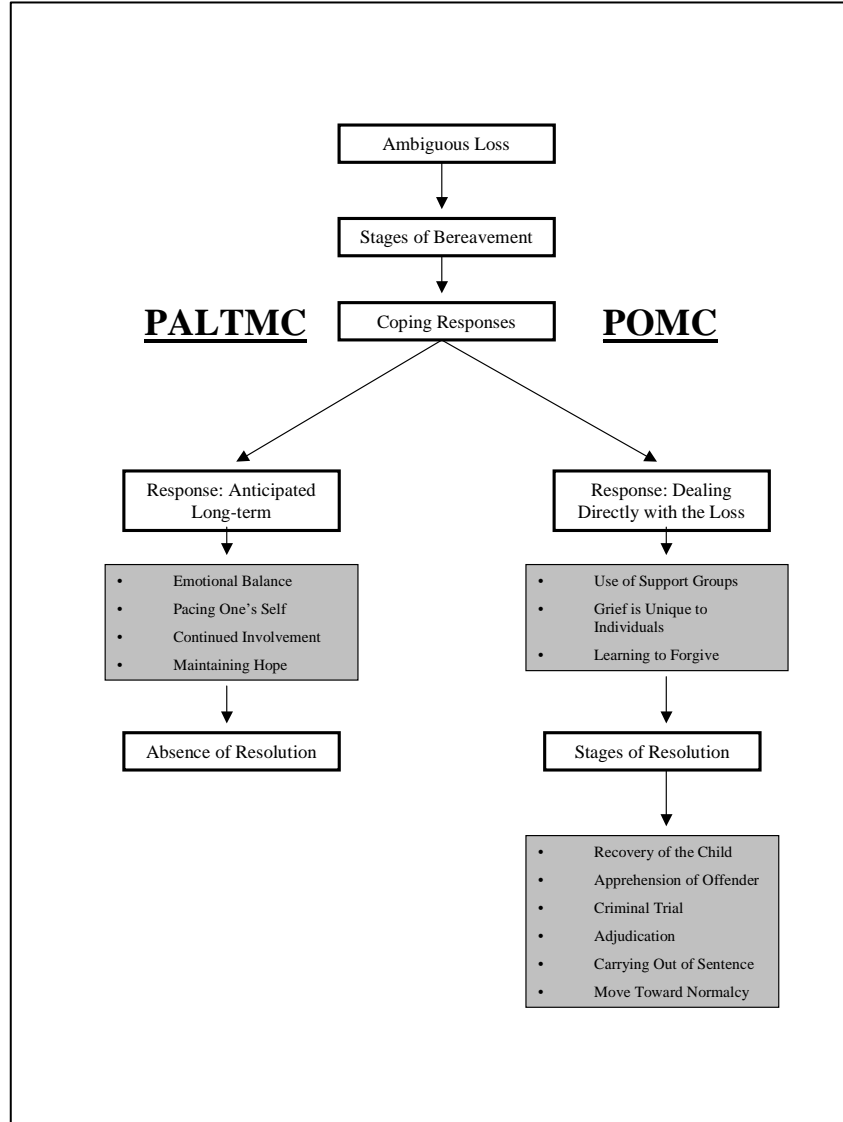 Ambiguous Loss
Stages of Bereavement
PALTMC
Coping Responses
POMC
Response: Anticipated
Long-term
Response: Dealing
Directly with the Loss
• Emotional Balance
• Pacing One's Self
• Continued Involvement
• Maintaining Hope
• Use of Support Groups
• Grief is Unique to
Individuals
• Learning to Forgive
Absence of Resolution
Stages of Resolution
• Recovery of the Child
• Apprehension of Offender
• Criminal Trial
• Adjudication
• Carrying Out of Sentence
• Move Toward Normalcy